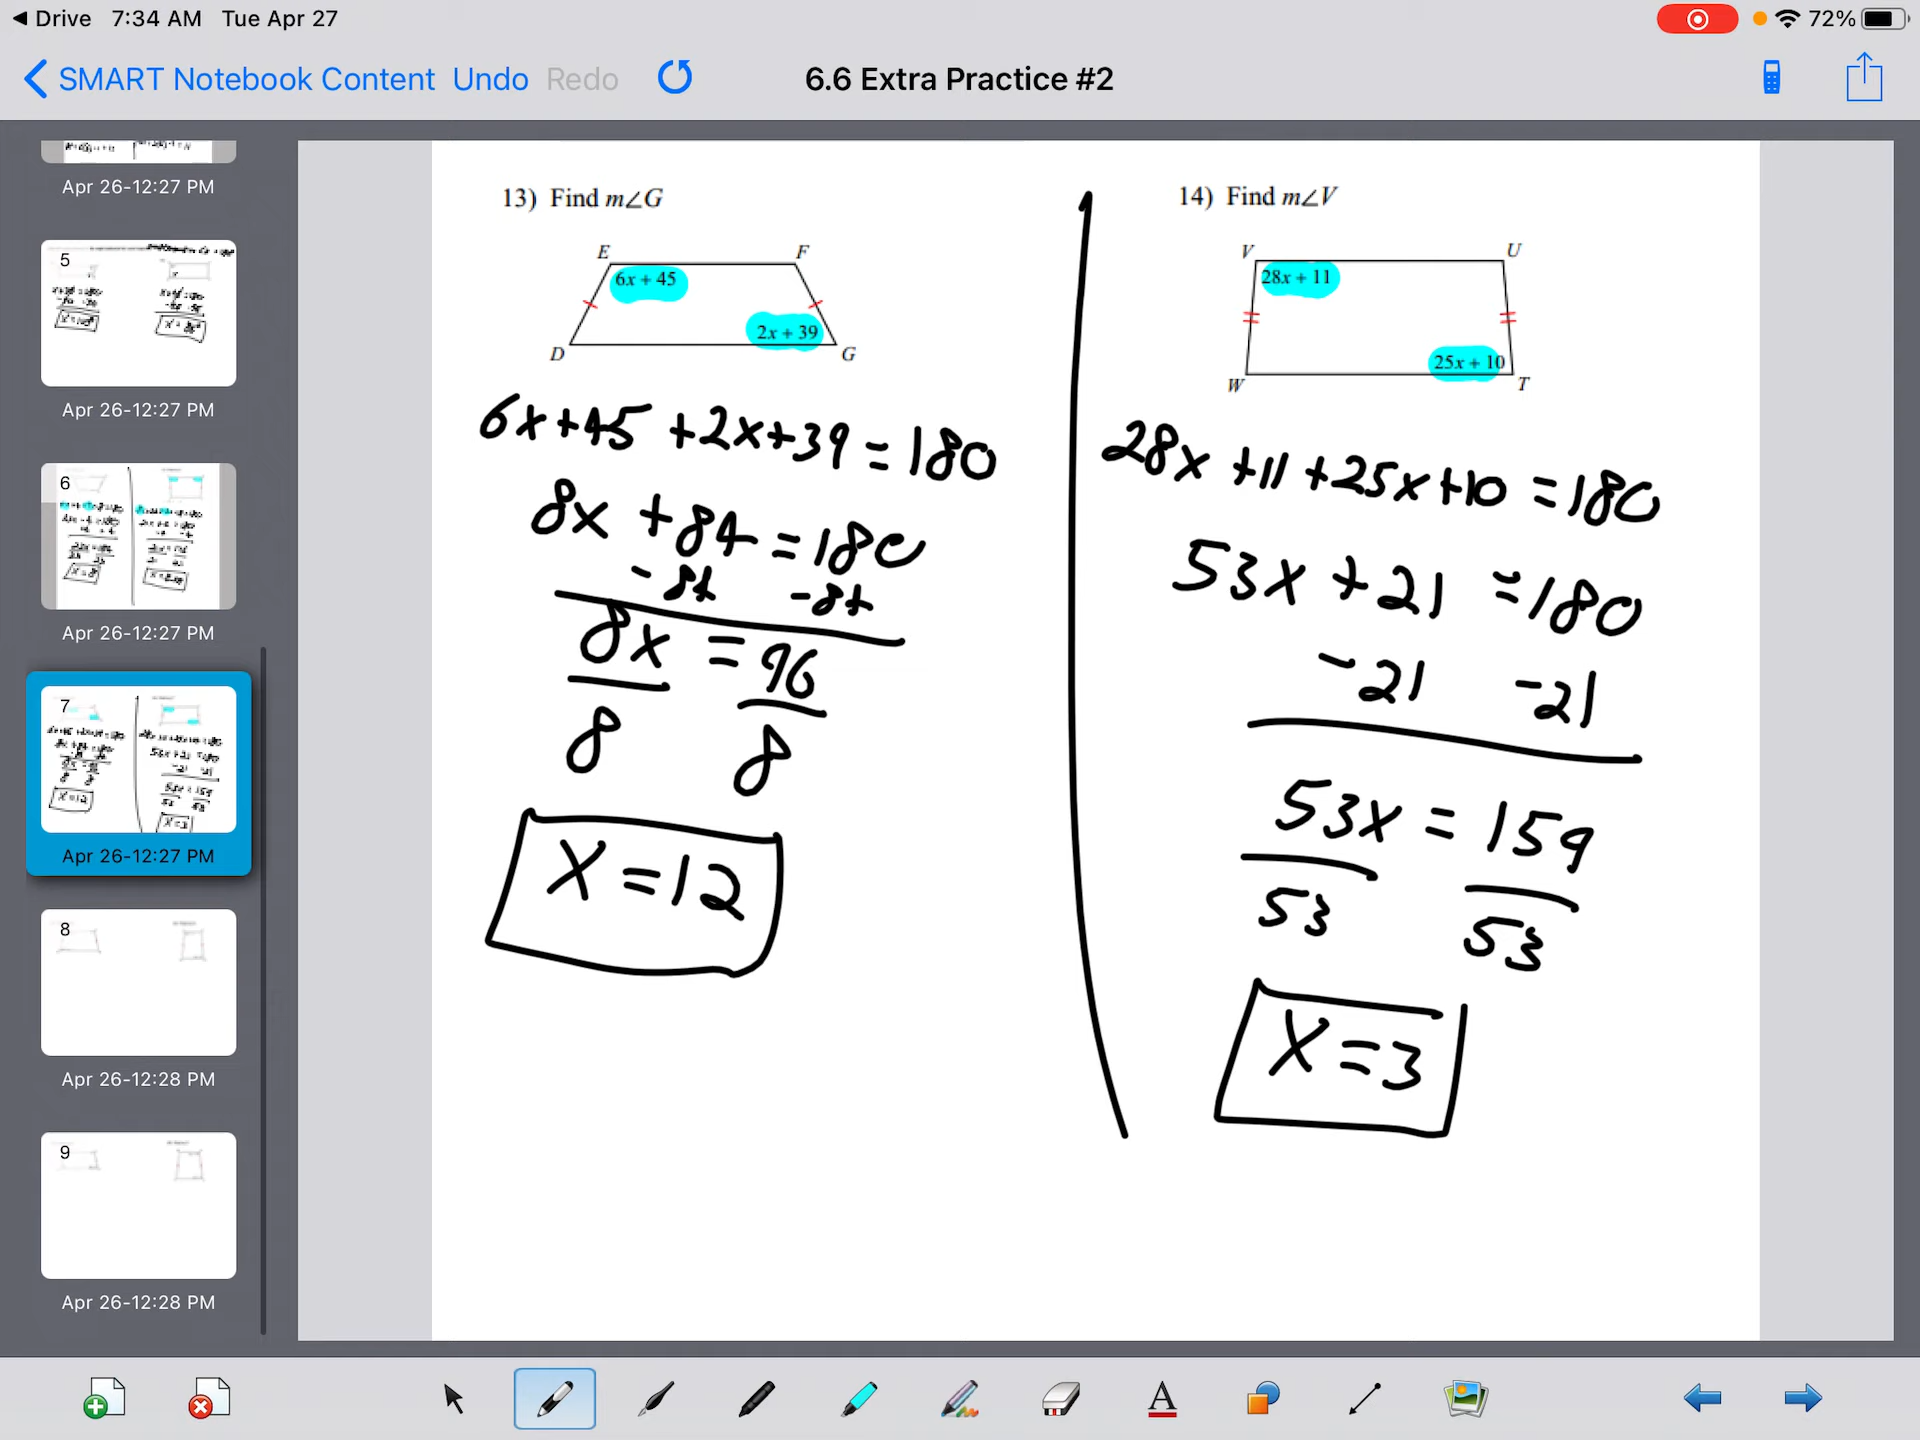 Drive 7:34 AM Tue Apr 27
72%
SMART Notebook Content Undo Redo
6.6 Extra Practice #2
Apr 26-12:27 PM
5
Apr 26-12:27 PM
6
Apr 26-12:27 PM
7
Apr 26-12:27 PM
8
Apr 26-12:28 PM
9
Apr 26-12:28 PM
13) Find m∠G
E F
6x + 45
2x + 39
D G
6x+45 +2x+39 = 180
8x +84 = 180
-84 -84
8x = 96
8 8
X = 12
14) Find m∠V
V U
28x + 11
25x + 10
W T
28x +11 +25x+10 = 180
53x + 21 = 180
-21 -21
53x = 159
53 53
X = 3
A